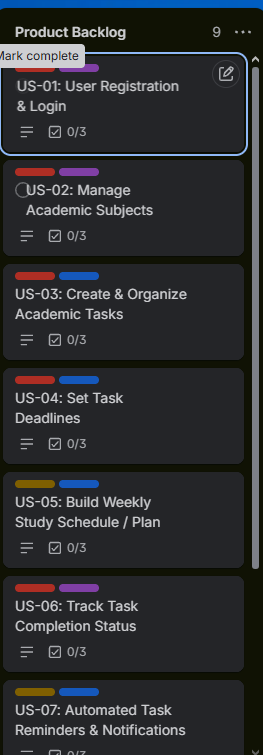 Product Backlog 9 ...
Mark complete
US-01: User Registration
& Login
0/3
US-02: Manage
Academic Subjects
0/3
US-03: Create & Organize
Academic Tasks
0/3
US-04: Set Task
Deadlines
0/3
US-05: Build Weekly
Study Schedule / Plan
0/3
US-06: Track Task
Completion Status
0/3
US-07: Automated Task
Reminders & Notifications
0/3